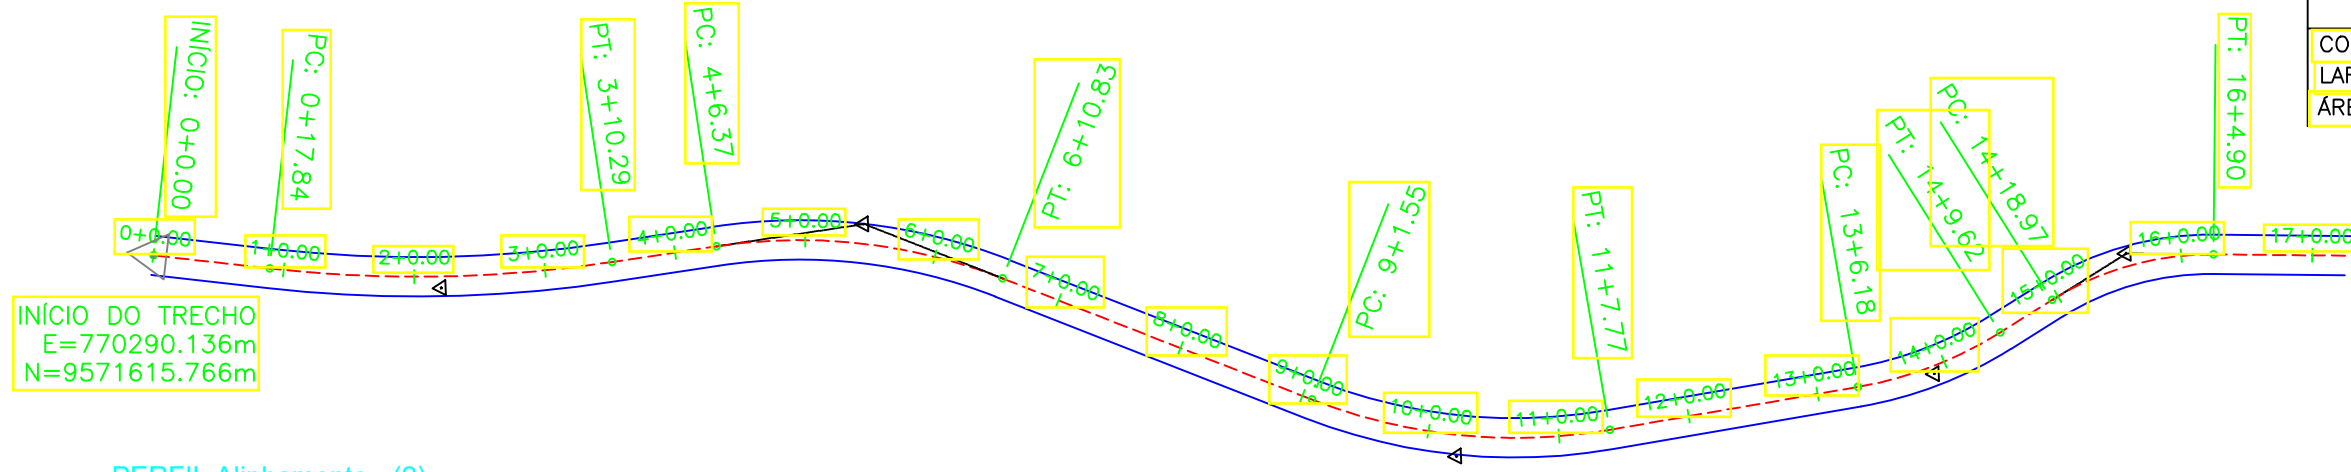 INÍCIO: 0+0.00
PC: 0+17.84
PT: 3+10.29
PC: 4+6.37
PT: 6+10.83
PC: 9+1.55
PT: 11+7.77
PC: 13+6.18
PT: 14+9.62
PC: 14+18.97
PT: 16+4.90
CO
LAR
ÁRE
0+0.00
1+0.00
2+0.00
3+0.00
4+0.00
5+0.00
6+0.00
7+0.00
8+0.00
9+0.00
10+0.00
11+0.00
12+0.00
13+0.00
14+0.00
15+0.00
16+0.00
17+0.00
INÍCIO DO TRECHO
E=770290.136m
N=9571615.766m
PERFIL Alinhamento (2)